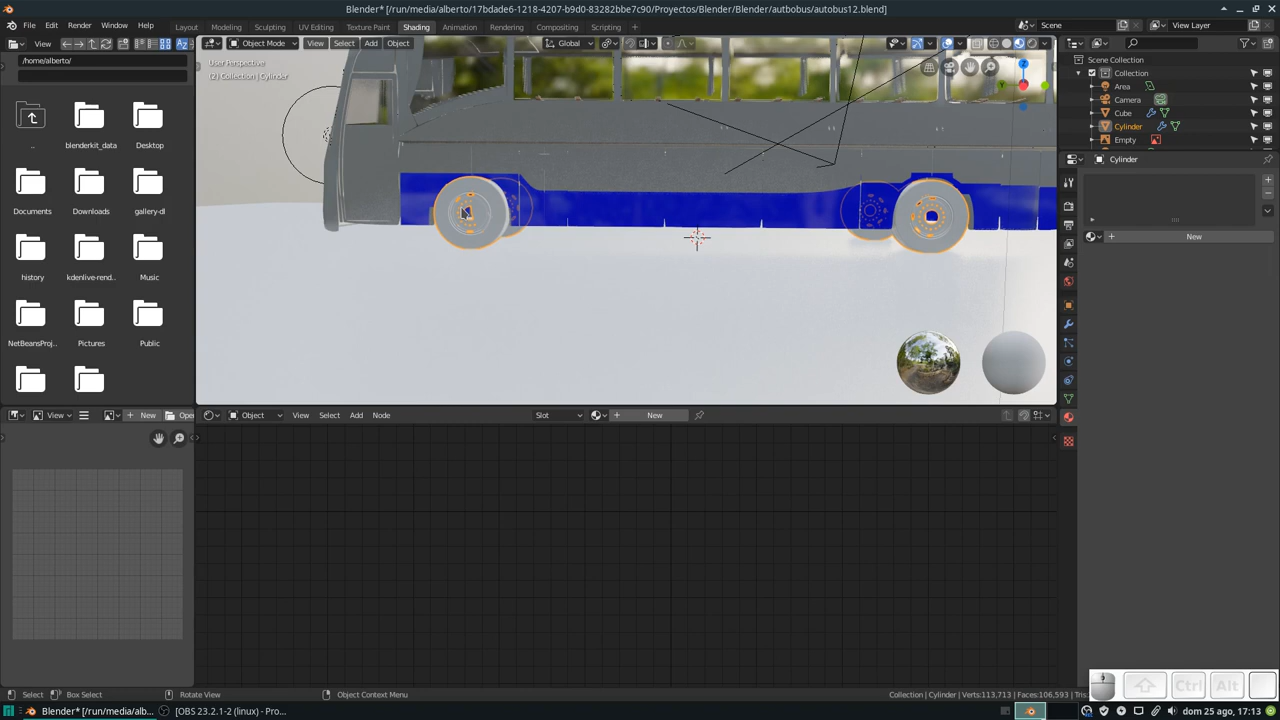 Blender* [/run/media/alberto/17bdade6-1218-4207-b9d0-83282bbe7c90/Proyectos/Blender/Blender/autbobus/autobus12.blend]
File Edit Render Window Help Layout Modeling Sculpting UV Editing Texture Paint Shading Animation Rendering Compositing Scripting + Scene View Layer
View Object Mode View Select Add Object Global
/home/alberto/
User Perspective
(2) Collection | Cylinder
Scene Collection
Collection
Area
Camera
Cube
Cylinder
Empty
Cylinder
.. blenderkit_data Desktop
Documents Downloads gallery-dl
history kdenlive-rend.. Music
NetBeansProj.. Pictures Public
New
View New Open
Object View Select Add Node Slot New
Select Box Select Rotate View Object Context Menu
Collection | Cylinder | Verts:113,713 | Faces:106,593 | Tris:
Ctrl Alt
Blender* [/run/media/alb... [OBS 23.2.1-2 (linux) - Pro... dom 25 ago, 17:13